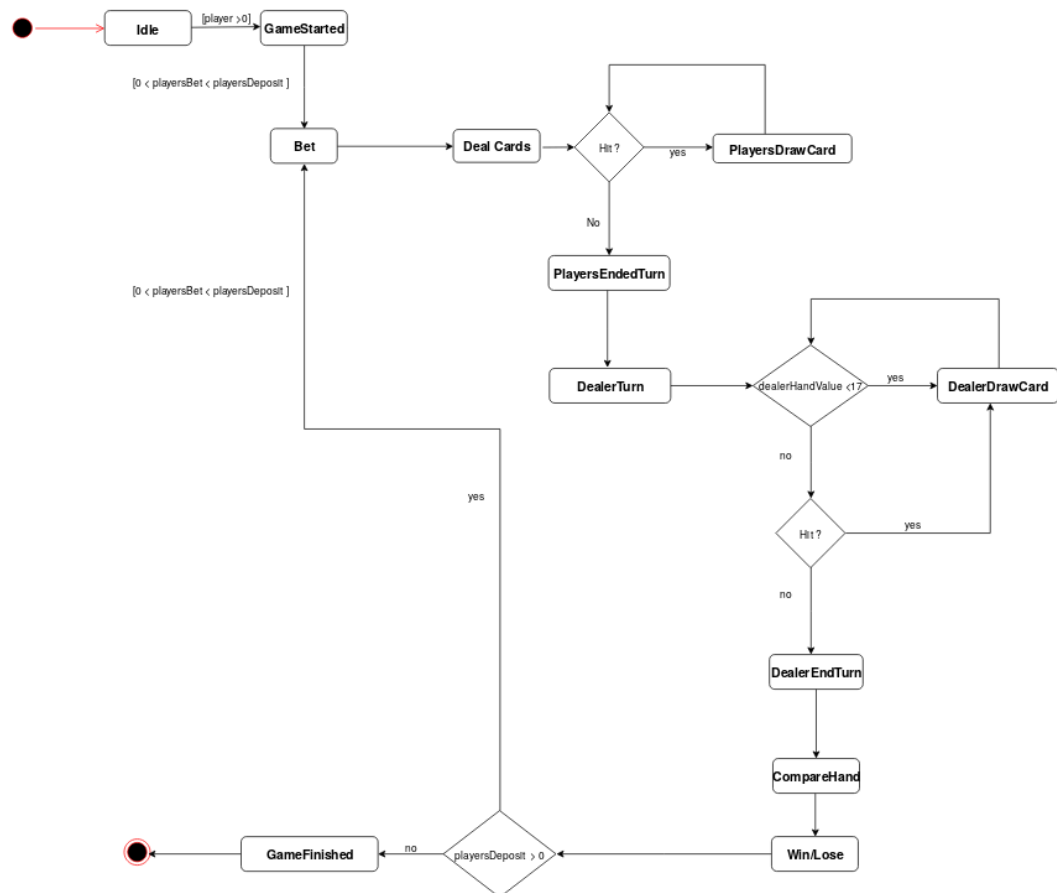 Idle
[player >0]
GameStarted
[0 < playersBet < playersDeposit ]
Bet
Deal Cards
Hit ?
yes
PlayersDrawCard
No
PlayersEndedTurn
[0 < playersBet < playersDeposit ]
DealerTurn
dealerHandValue <17
yes
DealerDrawCard
no
yes
Hit ?
yes
no
DealerEndTurn
CompareHand
Win/Lose
playersDeposit > 0
no
GameFinished